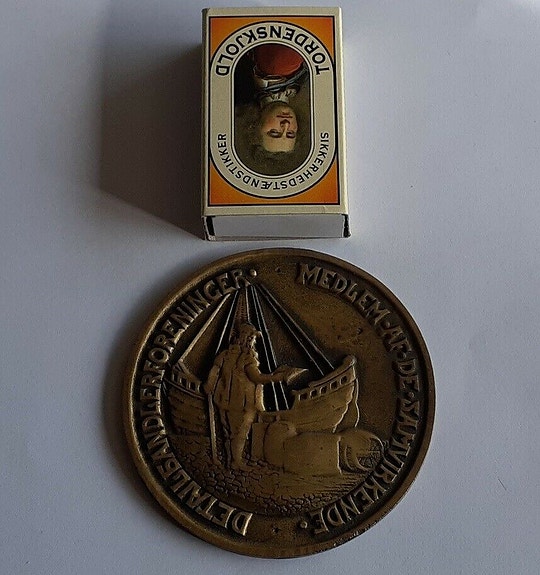 TORDENSKJOLD
SIKKERHEDSTÆNDSTIKKER
MEDLEM·AF·DE·SAMVIRKENDE·
DETAILHANDLERFORENINGER·